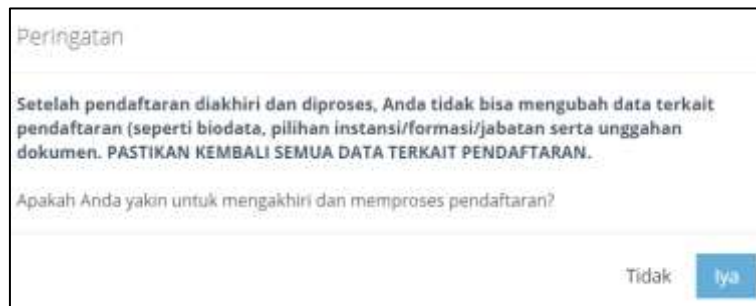 Peringatan
Setelah pendaftaran diakhiri dan diproses, Anda tidak bisa mengubah data terkait
pendaftaran (seperti biodata, pilihan instansi/formasi/jabatan serta unggahan
dokumen. PASTIKAN KEMBALI SEMUA DATA TERKAIT PENDAFTARAN.
Apakah Anda yakin untuk mengakhiri dan memproses pendaftaran?
Tidak Iya